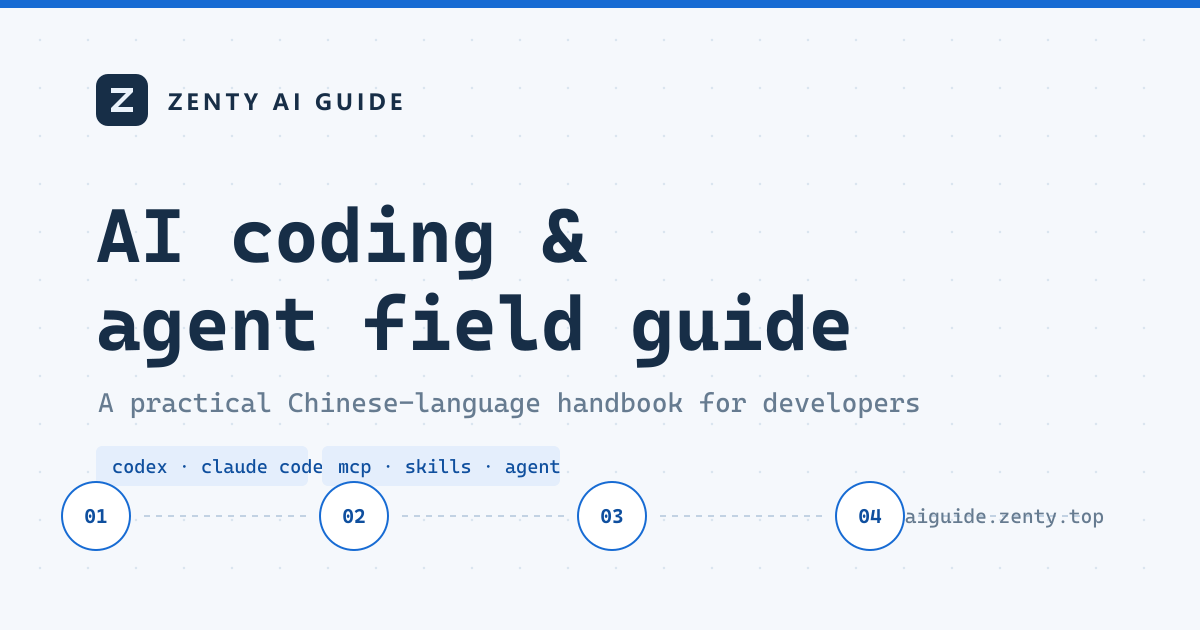 Z ZENTY AI GUIDE
AI coding &
agent field guide
A practical Chinese-language handbook for developers
codex · claude code mcp · skills · agent
01 02 03 04 aiguide.zenty.top